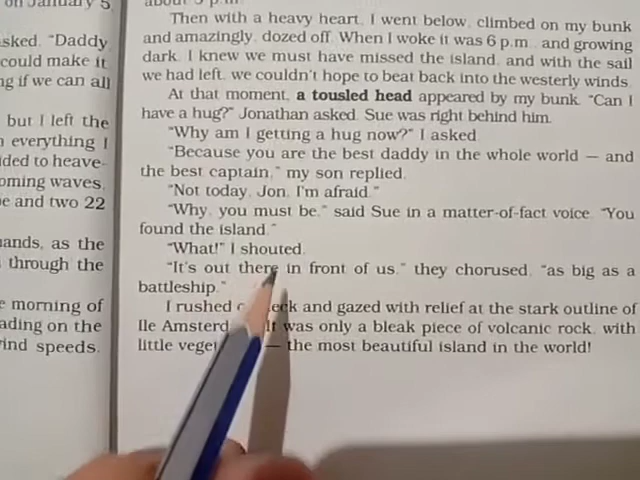 on January 5,
about 5 p.m.
asked. "Daddy
could make it
ng if we can all
but I left the
everything I
ided to heave-
oming waves,
e and two 22
ands, as the
through the
e morning of
ading on the
ind speeds.
Then with a heavy heart, I went below, climbed on my bunk
and amazingly, dozed off. When I woke it was 6 p.m., and growing
dark. I knew we must have missed the island, and with the sail
we had left, we couldn't hope to beat back into the westerly winds.
At that moment, a tousled head appeared by my bunk. "Can I
have a hug?" Jonathan asked. Sue was right behind him.
"Why am I getting a hug now?" I asked.
"Because you are the best daddy in the whole world — and
the best captain," my son replied.
"Not today, Jon, I'm afraid."
"Why, you must be," said Sue in a matter-of-fact voice. "You
found the island."
"What!" I shouted.
"It's out there in front of us," they chorused, "as big as a
battleship."
I rushed eck and gazed with relief at the stark outline of
Ile Amsterd It was only a bleak piece of volcanic rock, with
little vege — the most beautiful island in the world!